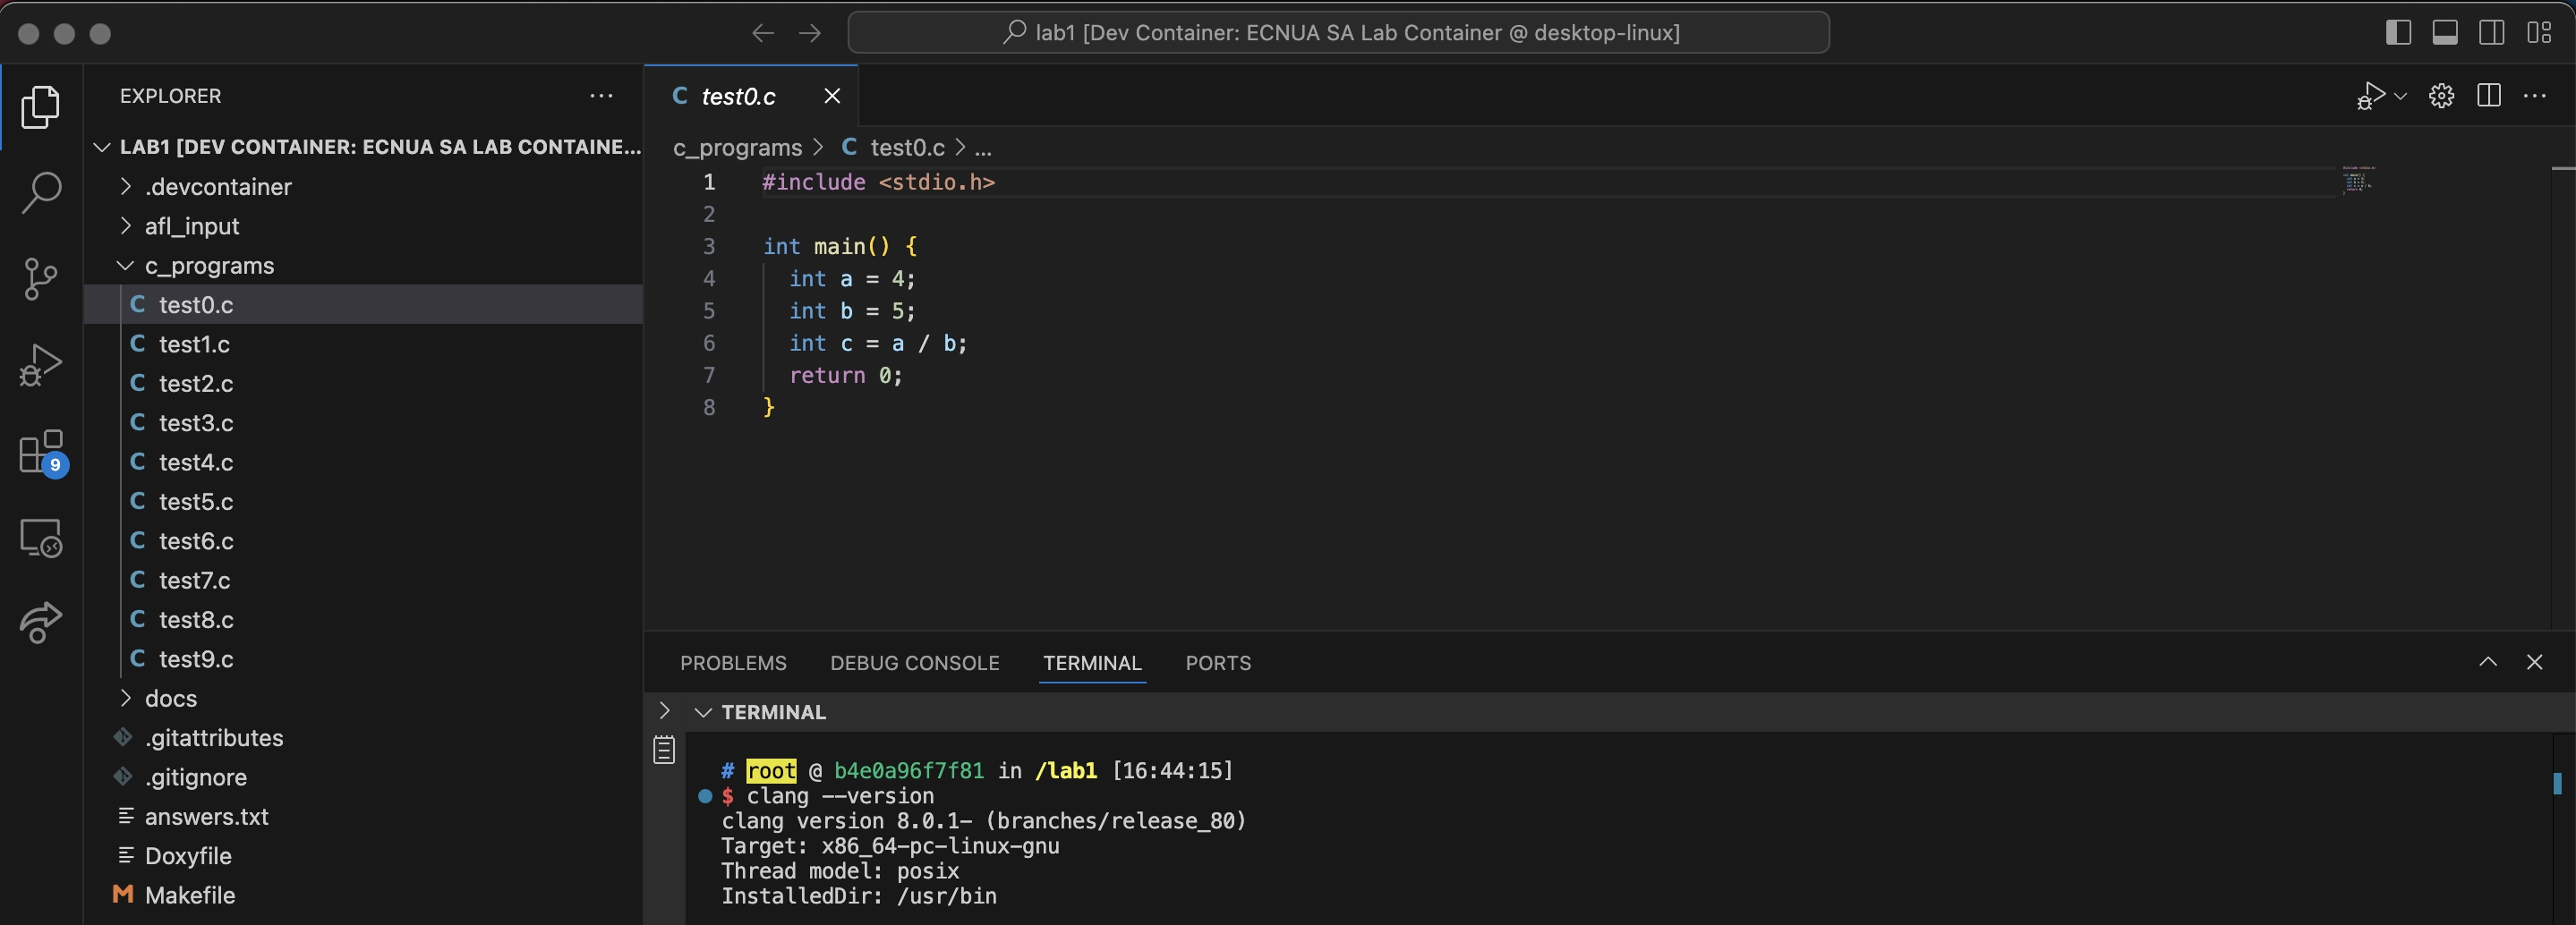 lab1 [Dev Container: ECNUA SA Lab Container @ desktop-linux]
EXPLORER
LAB1 [DEV CONTAINER: ECNUA SA LAB CONTAINE...
.devcontainer
afl_input
c_programs
test0.c
test1.c
test2.c
test3.c
test4.c
test5.c
test6.c
test7.c
test8.c
test9.c
docs
.gitattributes
.gitignore
answers.txt
Doxyfile
Makefile
9
C test0.c
c_programs > C test0.c > ...
1 #include <stdio.h>
2
3 int main() {
4 int a = 4;
5 int b = 5;
6 int c = a / b;
7 return 0;
8 }
PROBLEMS DEBUG CONSOLE TERMINAL PORTS
TERMINAL
# root @ b4e0a96f7f81 in /lab1 [16:44:15]
$ clang --version
clang version 8.0.1- (branches/release_80)
Target: x86_64-pc-linux-gnu
Thread model: posix
InstalledDir: /usr/bin